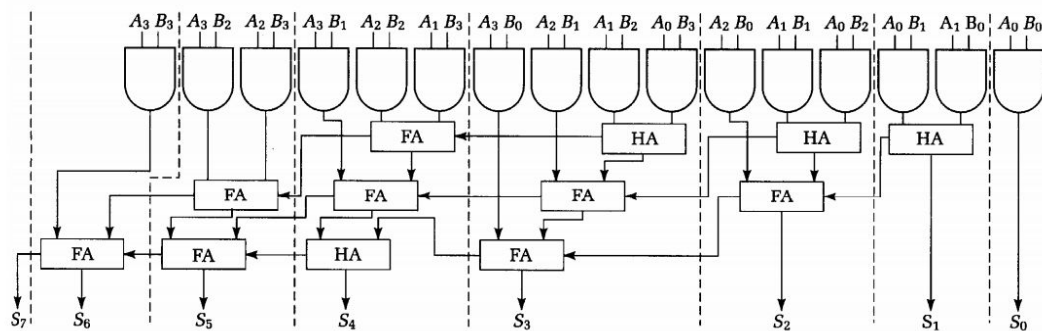 A₃ B₃ A₃ B₂ A₂ B₃ A₃ B₁ A₂ B₂ A₁ B₃ A₃ B₀ A₂ B₁ A₁ B₂ A₀ B₃ A₂ B₀ A₁ B₁ A₀ B₂ A₀ B₁ A₁ B₀ A₀ B₀
FA HA HA HA
FA FA FA FA
FA FA HA FA
S₇ S₆ S₅ S₄ S₃ S₂ S₁ S₀